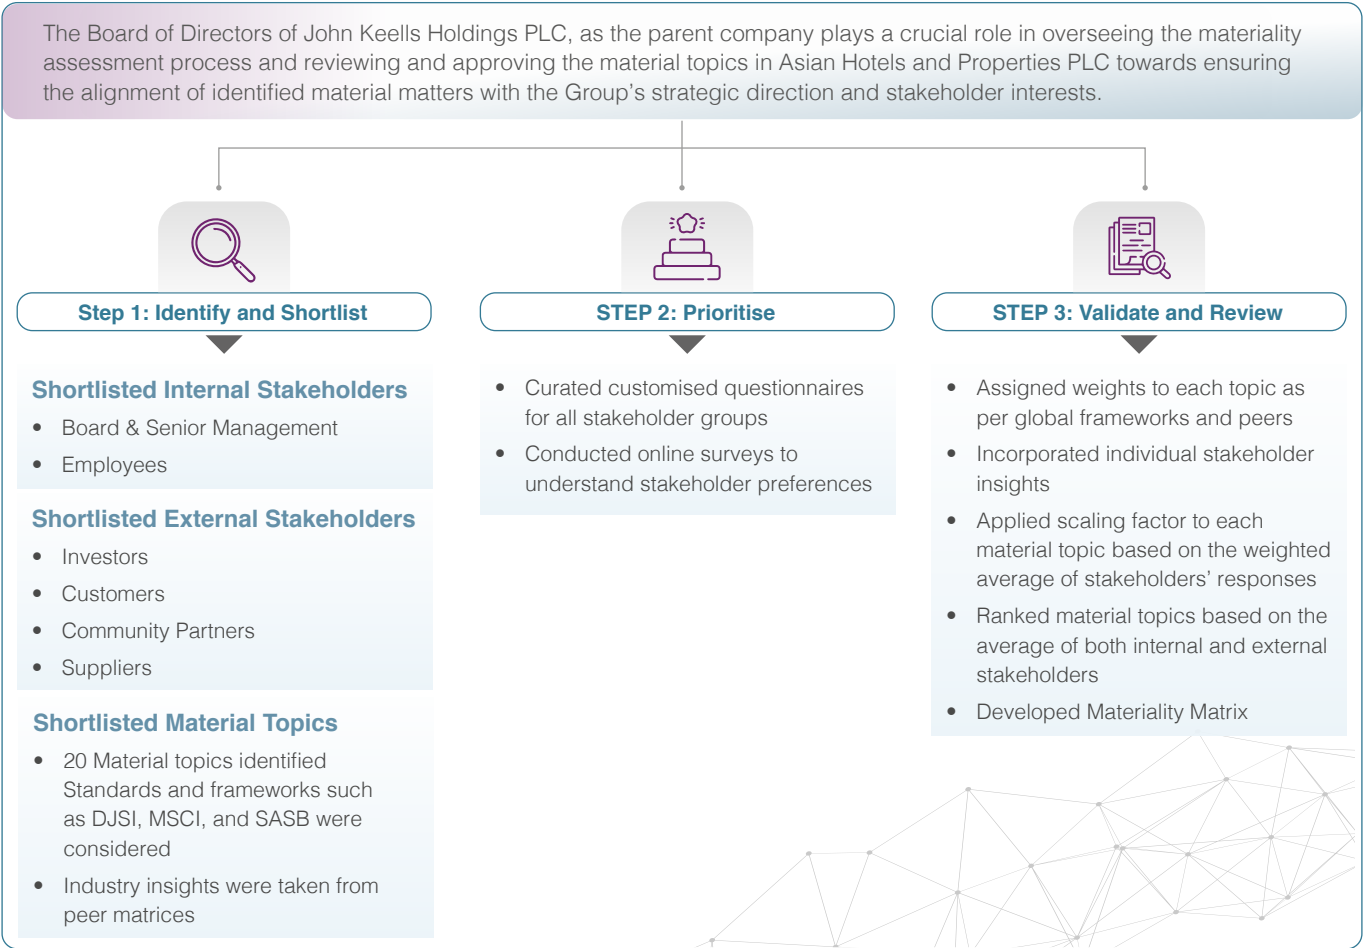 The Board of Directors of John Keells Holdings PLC, as the parent company plays a crucial role in overseeing the materiality
assessment process and reviewing and approving the material topics in Asian Hotels and Properties PLC towards ensuring
the alignment of identified material matters with the Group's strategic direction and stakeholder interests.
Step 1: Identify and Shortlist
Shortlisted Internal Stakeholders
• Board & Senior Management
• Employees
Shortlisted External Stakeholders
• Investors
• Customers
• Community Partners
• Suppliers
Shortlisted Material Topics
• 20 Material topics identified
Standards and frameworks such
as DJSI, MSCI, and SASB were
considered
• Industry insights were taken from
peer matrices
STEP 2: Prioritise
• Curated customised questionnaires
for all stakeholder groups
• Conducted online surveys to
understand stakeholder preferences
STEP 3: Validate and Review
• Assigned weights to each topic as
per global frameworks and peers
• Incorporated individual stakeholder
insights
• Applied scaling factor to each
material topic based on the weighted
average of stakeholders' responses
• Ranked material topics based on the
average of both internal and external
stakeholders
• Developed Materiality Matrix